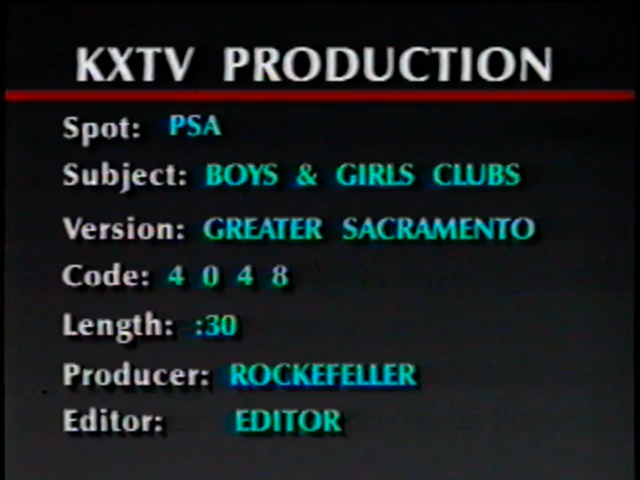 KXTV PRODUCTION
Spot: PSA
Subject: BOYS & GIRLS CLUBS
Version: GREATER SACRAMENTO
Code: 4 0 4 8
Length: :30
Producer: ROCKEFELLER
Editor: EDITOR